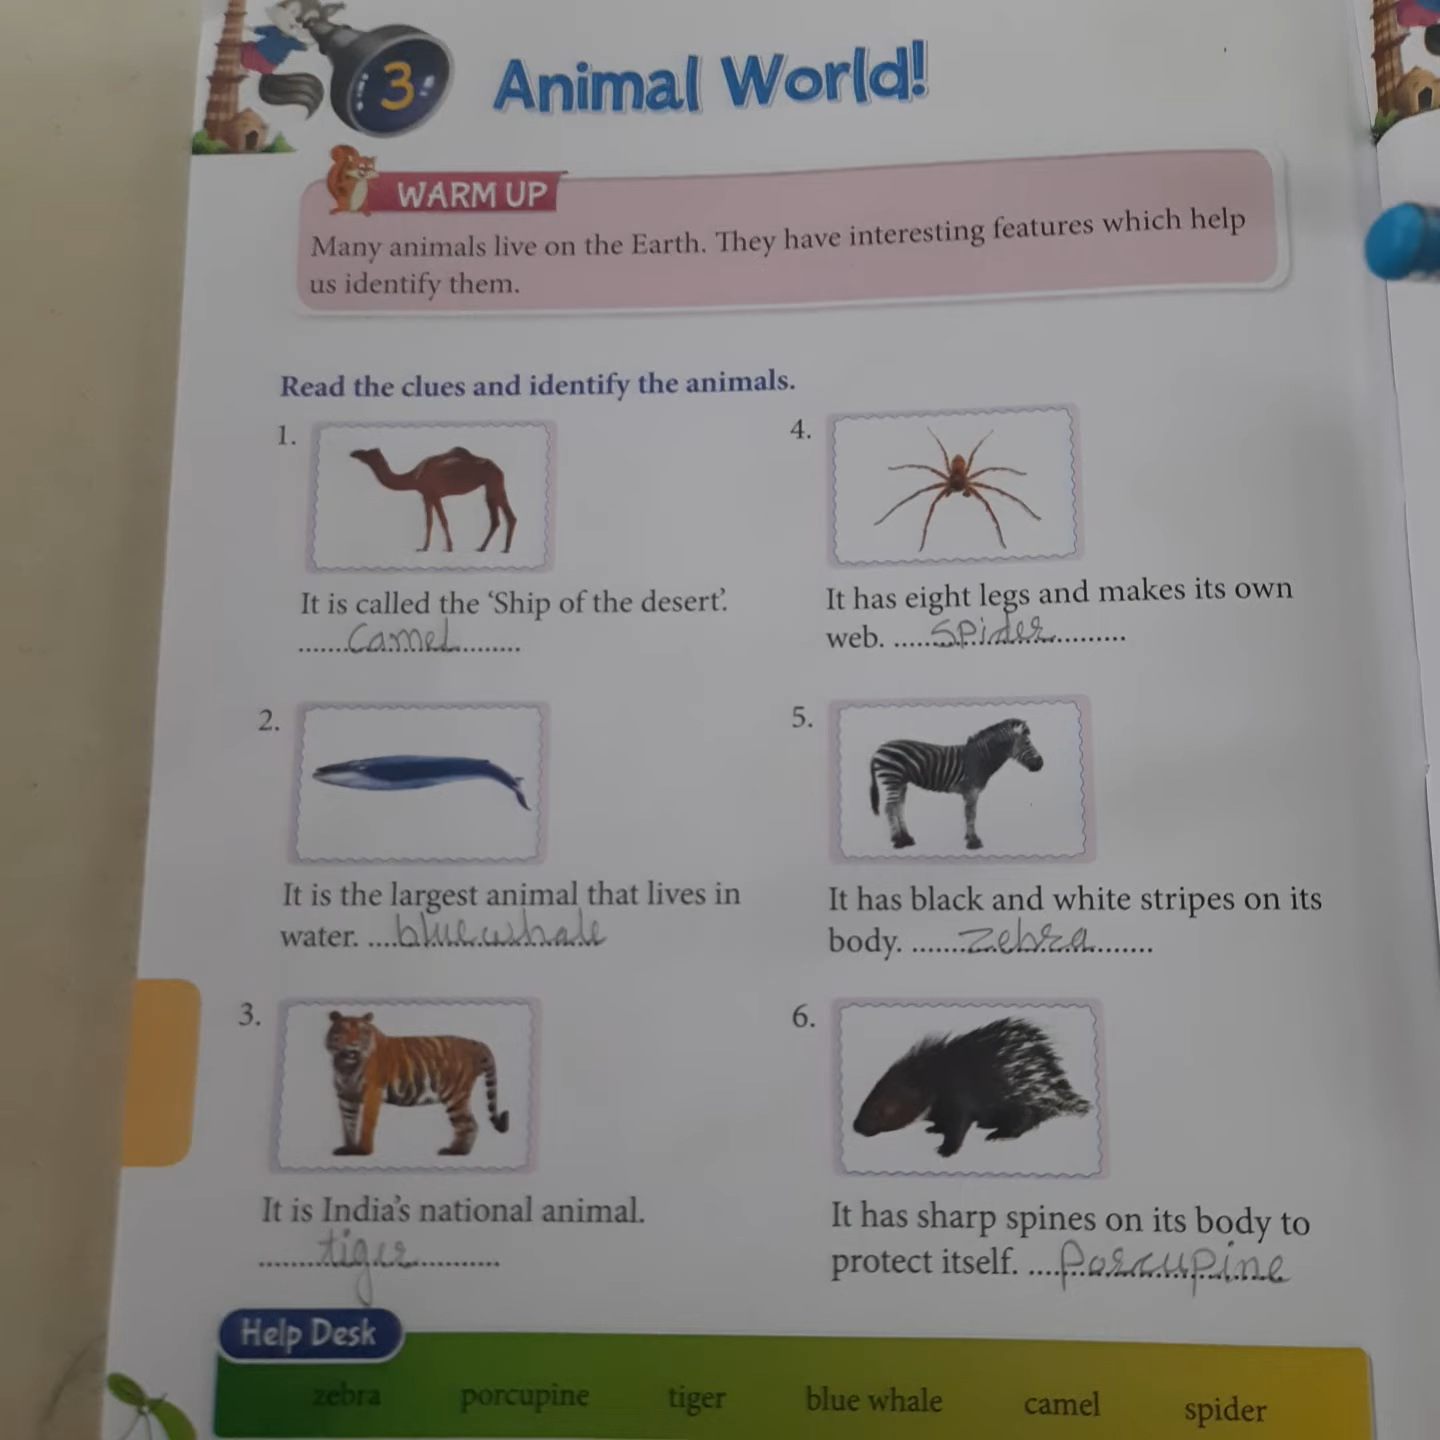 3
Animal World!
WARM UP
Many animals live on the Earth. They have interesting features which help
us identify them.
Read the clues and identify the animals.
1.
It is called the ‘Ship of the desert’.
camel
2.
It is the largest animal that lives in
water. ....blue whale
3.
It is India’s national animal.
tiger
4.
It has eight legs and makes its own
web. ....spider....
5.
It has black and white stripes on its
body. ....zebra....
6.
It has sharp spines on its body to
protect itself. ....porcupine
Help Desk
zebra porcupine tiger blue whale camel spider